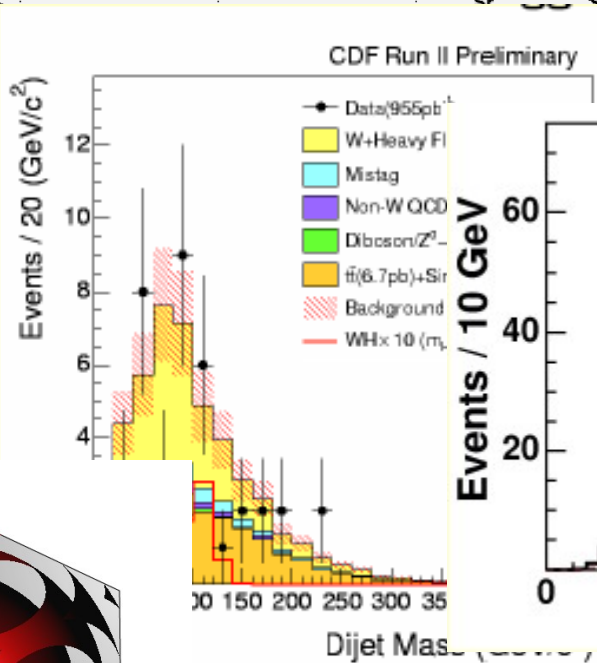 CDF Run II Preliminary
Events / 20 (GeV/c²)
12
10
8
6
4
Data(955pb
W+Heavy Fl
Mistag
Non-W QCD
Diboson/Z⁰
tt̄(6.7pb)+Sin
Background
WH× 10 (m
00 150 200 250 300 35
Dijet Mass
Events / 10 GeV
60
40
20
0